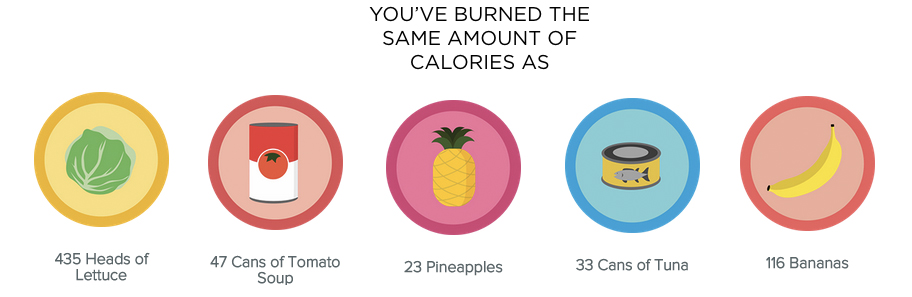 YOU'VE BURNED THE
SAME AMOUNT OF
CALORIES AS
435 Heads of
Lettuce
47 Cans of Tomato
Soup
23 Pineapples
33 Cans of Tuna
116 Bananas